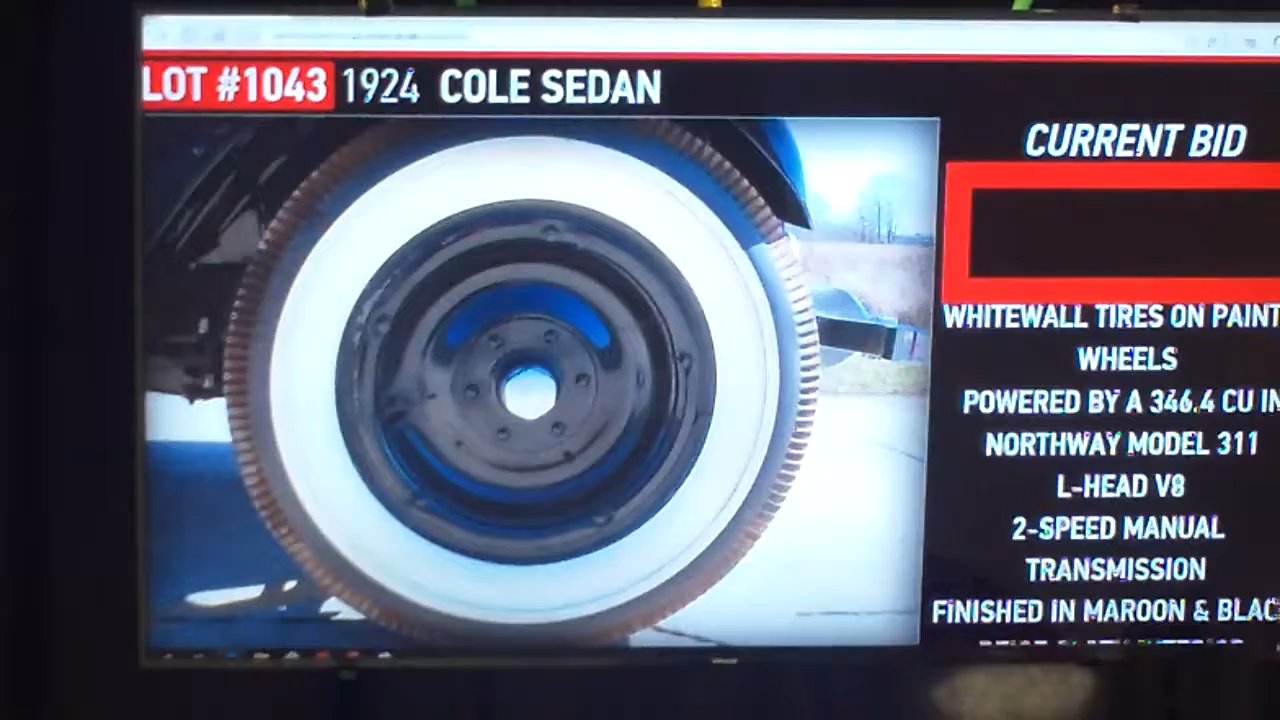 LOT #1043 1924 COLE SEDAN
CURRENT BID
WHITEWALL TIRES ON PAINT
WHEELS
POWERED BY A 346.4 CU IN
NORTHWAY MODEL 311
L-HEAD V8
2-SPEED MANUAL
TRANSMISSION
FINISHED IN MAROON & BLAC